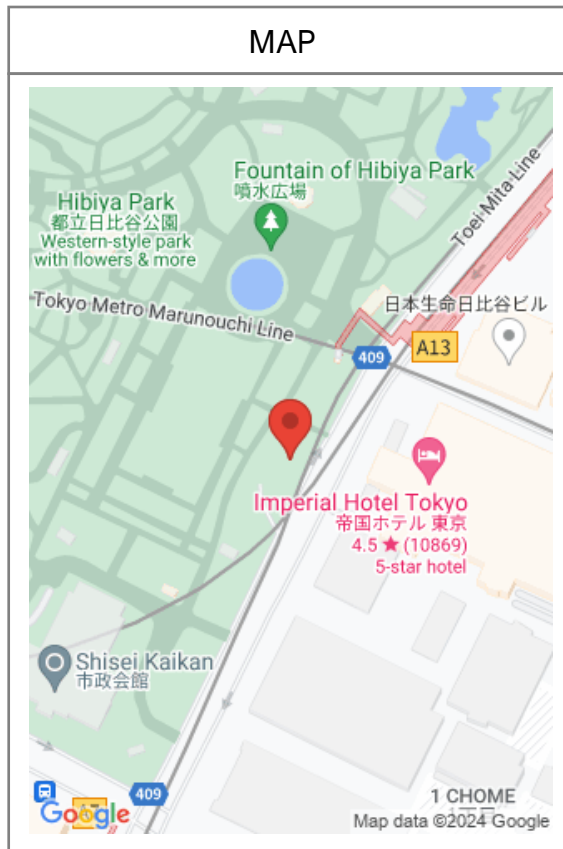 MAP
Fountain of Hibiya Park
噴水広場
Hibiya Park
都立日比谷公園
Western-style park
with flowers & more
Toei Mita Line
Tokyo Metro Marunouchi Line
日本生命日比谷ビル
A13
409
Imperial Hotel Tokyo
帝国ホテル 東京
4.5 ★ (10869)
5-star hotel
Shisei Kaikan
市政会館
409
1 CHOME
Google
Map data ©2024 Google